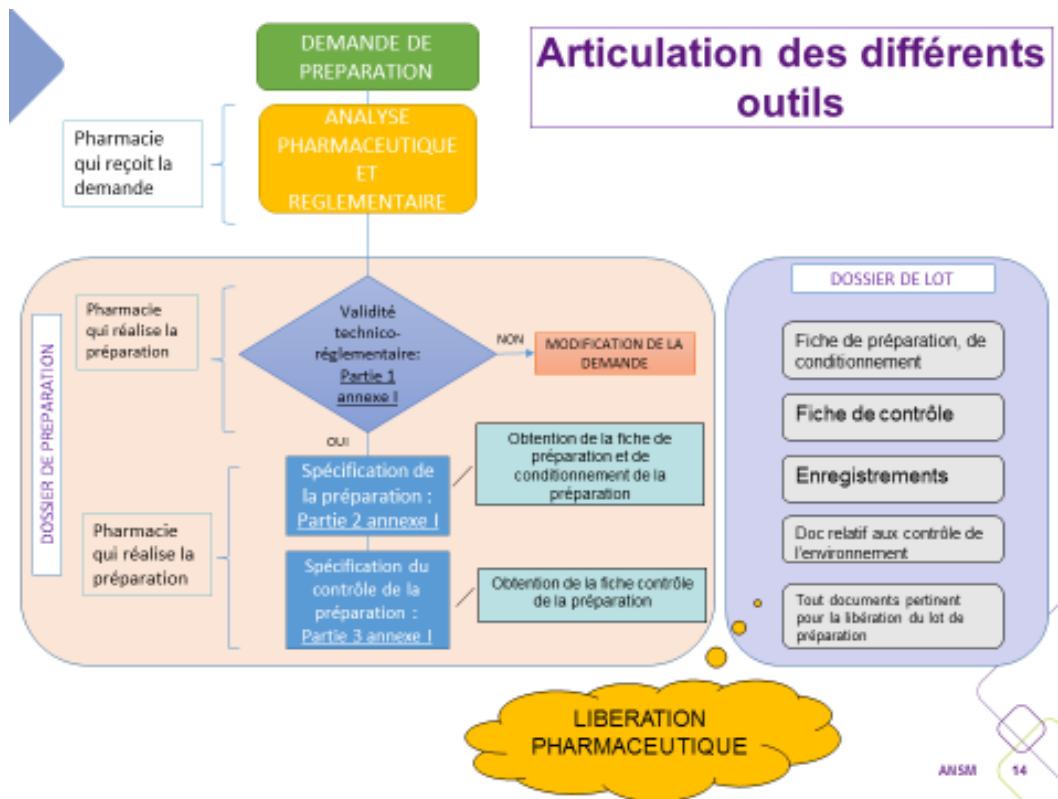 Articulation des différents
outils
DEMANDE DE
PREPARATION
Pharmacie
qui reçoit la
demande
ANALYSE
PHARMACEUTIQUE
ET
REGLEMENTAIRE
DOSSIER DE PREPARATION
Pharmacie
qui réalise la
préparation
Validité
technico-
réglementaire:
Partie 1
annexe I
NON
MODIFICATION DE LA
DEMANDE
OUI
Pharmacie
qui réalise la
préparation
Spécification de
la préparation :
Partie 2 annexe I
Obtention de la fiche de
préparation et de
conditionnement de la
préparation
Spécification du
contrôle de la
préparation :
Partie 3 annexe I
Obtention de la fiche contrôle
de la préparation
DOSSIER DE LOT
Fiche de préparation, de
conditionnement
Fiche de contrôle
Enregistrements
Doc relatif aux contrôle de
l'environnement
Tout documents pertinent
pour la libération du lot de
préparation
LIBERATION
PHARMACEUTIQUE
ANSM 14